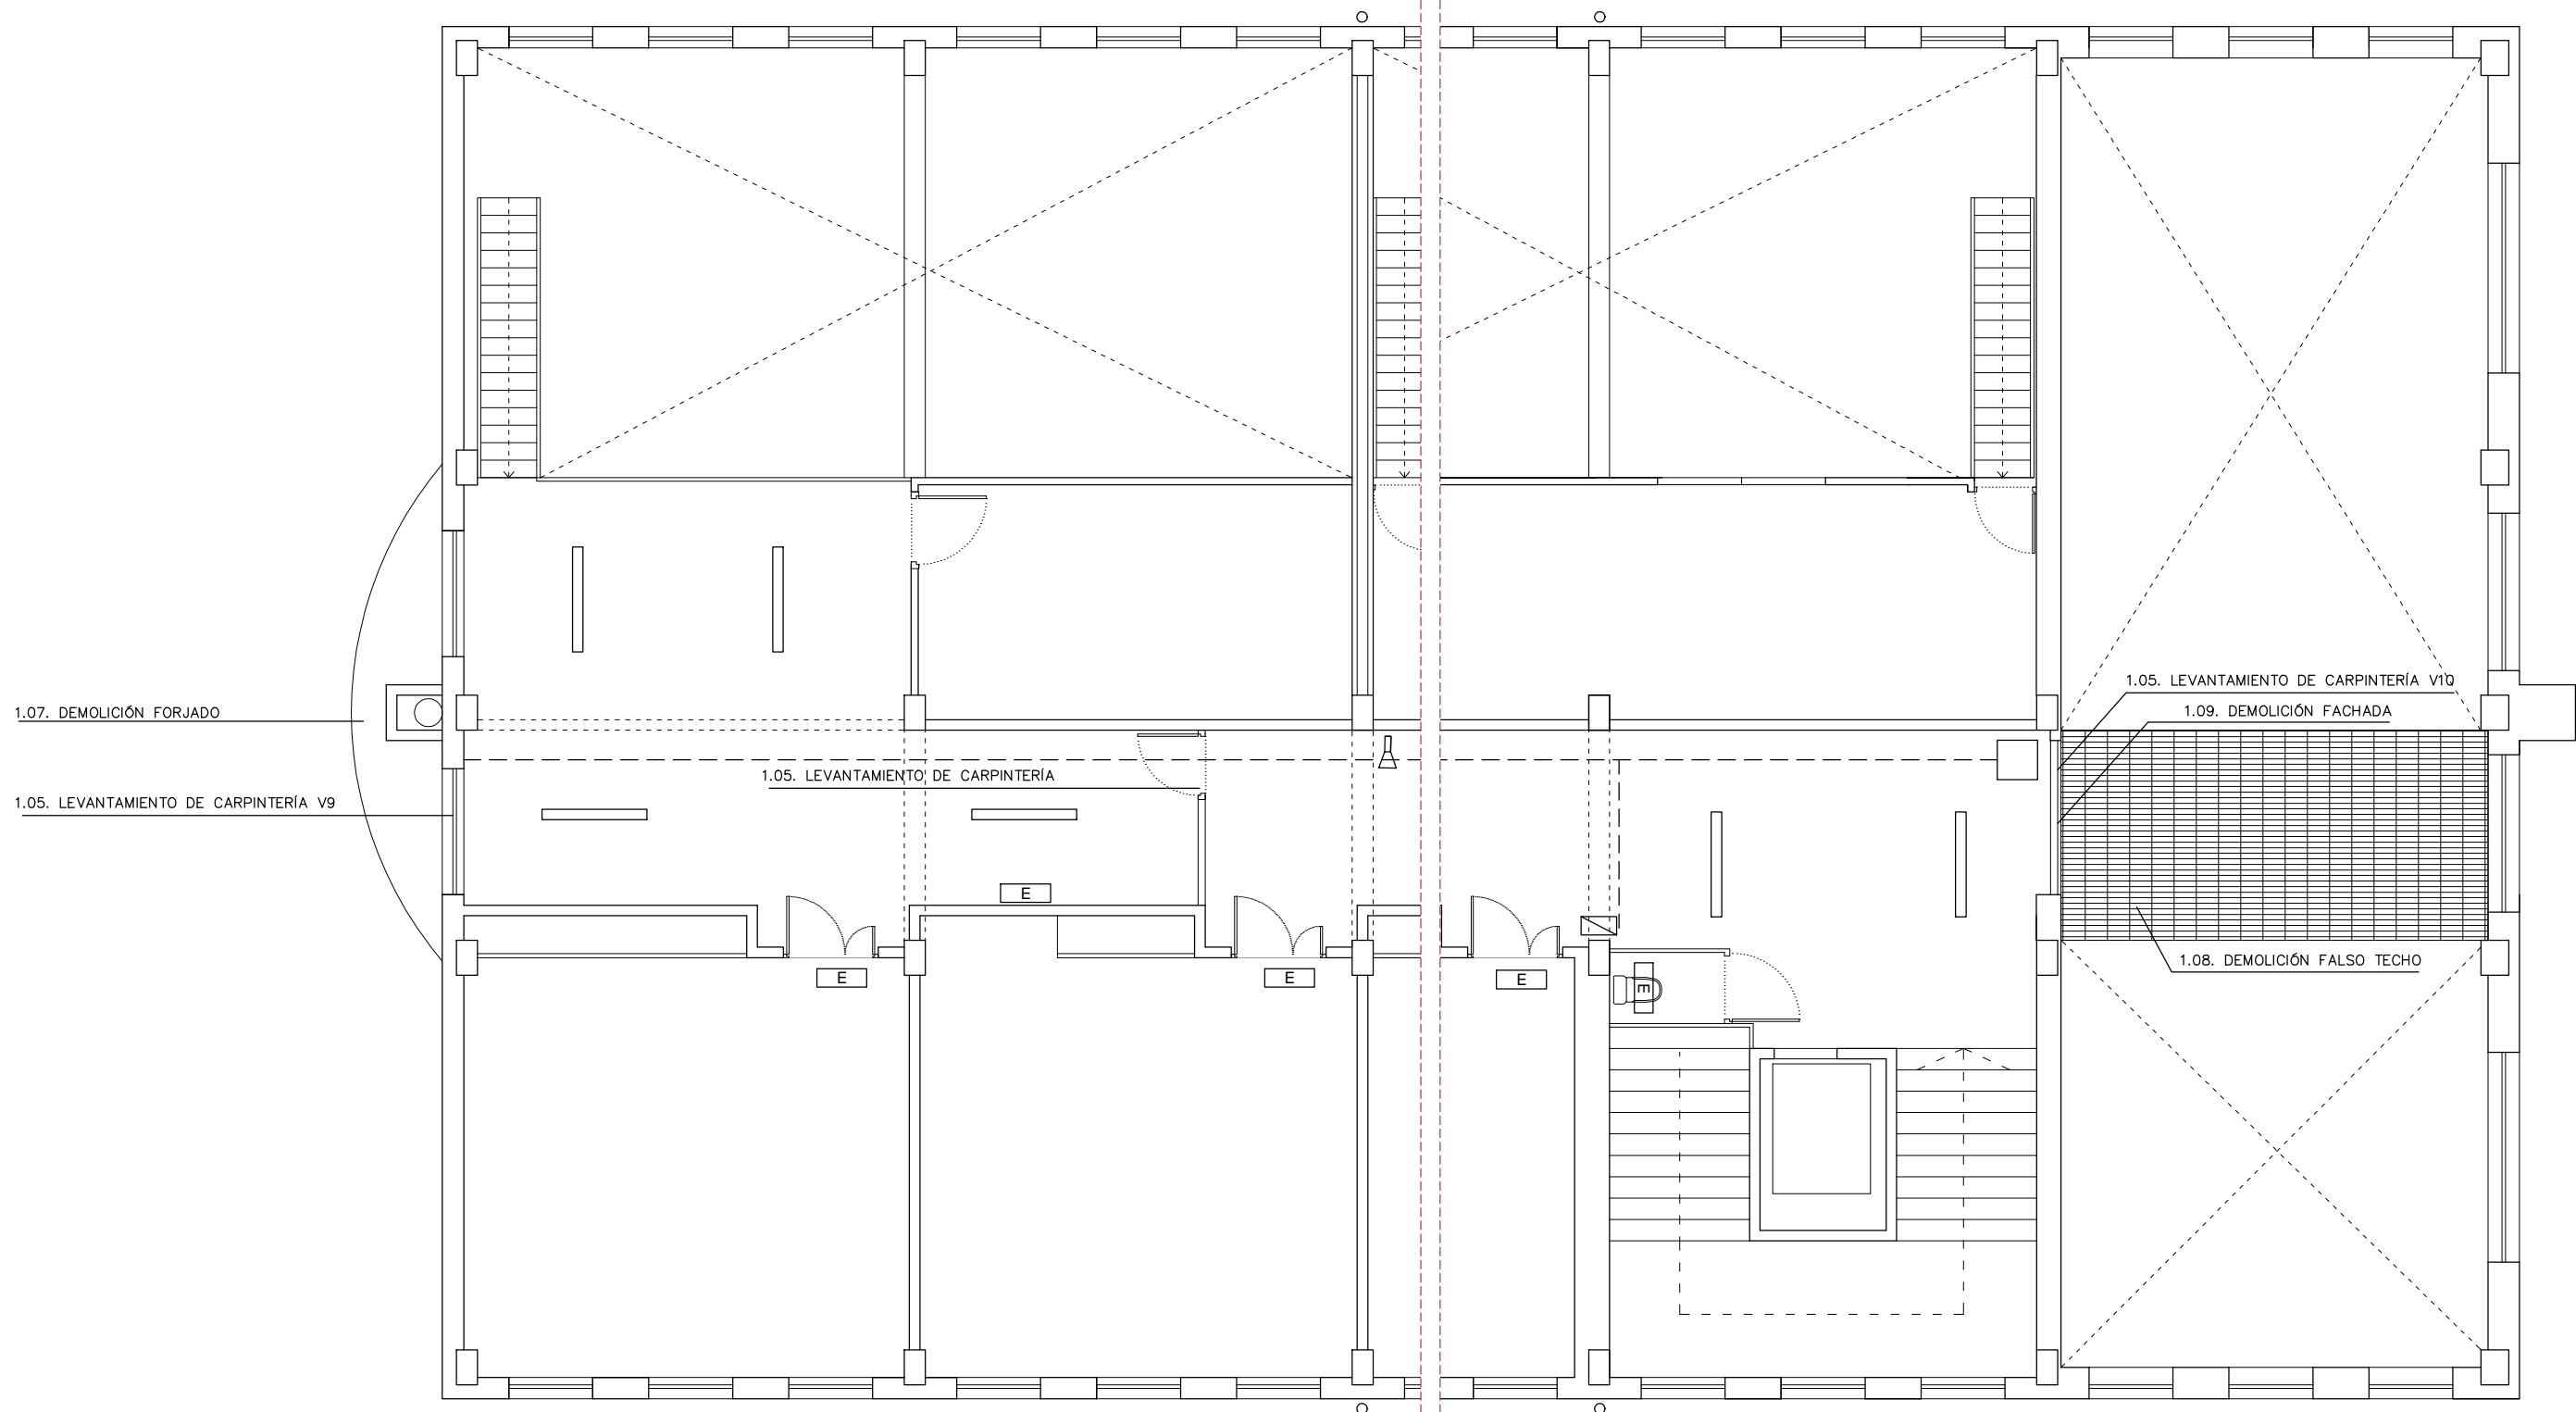 1.05. LEVANTAMIENTO DE CARPINTERÍA V10
1.07. DEMOLICIÓN FORJADO
1.09. DEMOLICIÓN FACHADA
1.05. LEVANTAMIENTO DE CARPINTERÍA
1.05. LEVANTAMIENTO DE CARPINTERÍA V9
E
1.08. DEMOLICIÓN FALSO TECHO
E
E
E
E